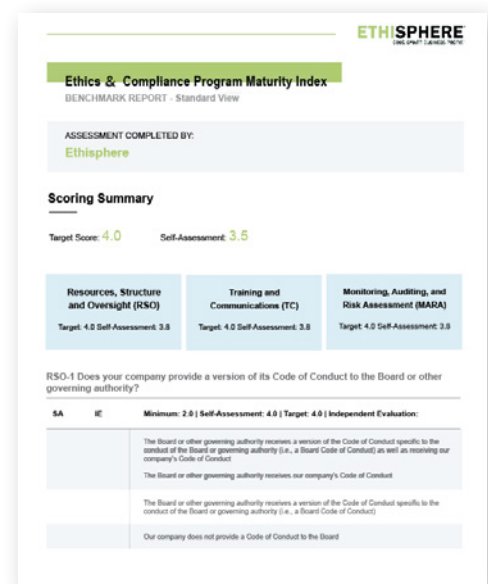 ETHISPHERE
Ethics & Compliance Program Maturity Index
BENCHMARK REPORT - Standard View
ASSESSMENT COMPLETED BY:
Ethisphere
Scoring Summary
Target Score: 4.0 Self-Assessment: 3.5
Resources, Structure
and Oversight (RSO)
Target: 4.0 Self-Assessment: 3.8
Training and
Communications (TC)
Target: 4.0 Self-Assessment: 3.8
Monitoring, Auditing, and
Risk Assessment (MARA)
Target: 4.0 Self-Assessment: 3.8
RSO-1 Does your company provide a version of its Code of Conduct to the Board or other
governing authority?
SA IE Minimum: 2.0 | Self-Assessment: 4.0 | Target: 4.0 | Independent Evaluation:
The Board or other governing authority receives a version of the Code of Conduct specific to the
conduct of the Board or governing authority (i.e., a Board Code of Conduct) as well as receiving our
company's Code of Conduct
The Board or other governing authority receives our company's Code of Conduct
The Board or other governing authority receives a version of the Code of Conduct specific to the
conduct of the Board or governing authority (i.e., a Board Code of Conduct)
Our company does not provide a Code of Conduct to the Board